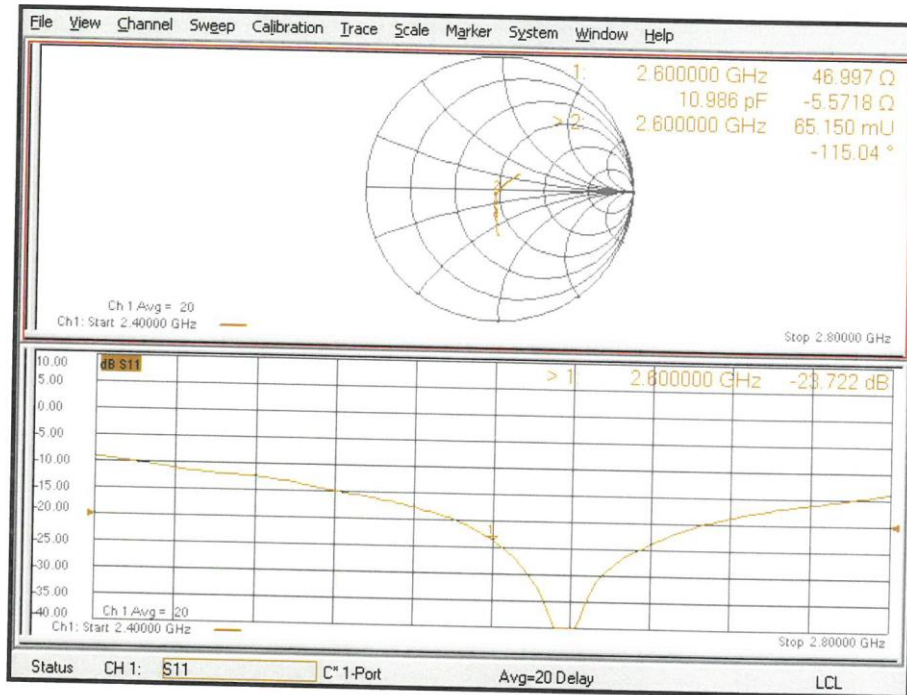 File View Channel Sweep Calibration Trace Scale Marker System Window Help
1: 2.600000 GHz 46.997 Ω
10.986 pF -5.5718 Ω
> 2: 2.600000 GHz 65.150 mU
-115.04 °
Ch 1 Avg = 20
Ch1: Start 2.40000 GHz
Stop 2.80000 GHz
10.00
dB S11
> 1: 2.600000 GHz -23.722 dB
5.00
0.00
-5.00
-10.00
-15.00
-20.00
-25.00
-30.00
-35.00
-40.00
Ch 1 Avg = 20
Ch1: Start 2.40000 GHz
Stop 2.80000 GHz
Status CH 1: S11 C* 1-Port Avg=20 Delay LCL